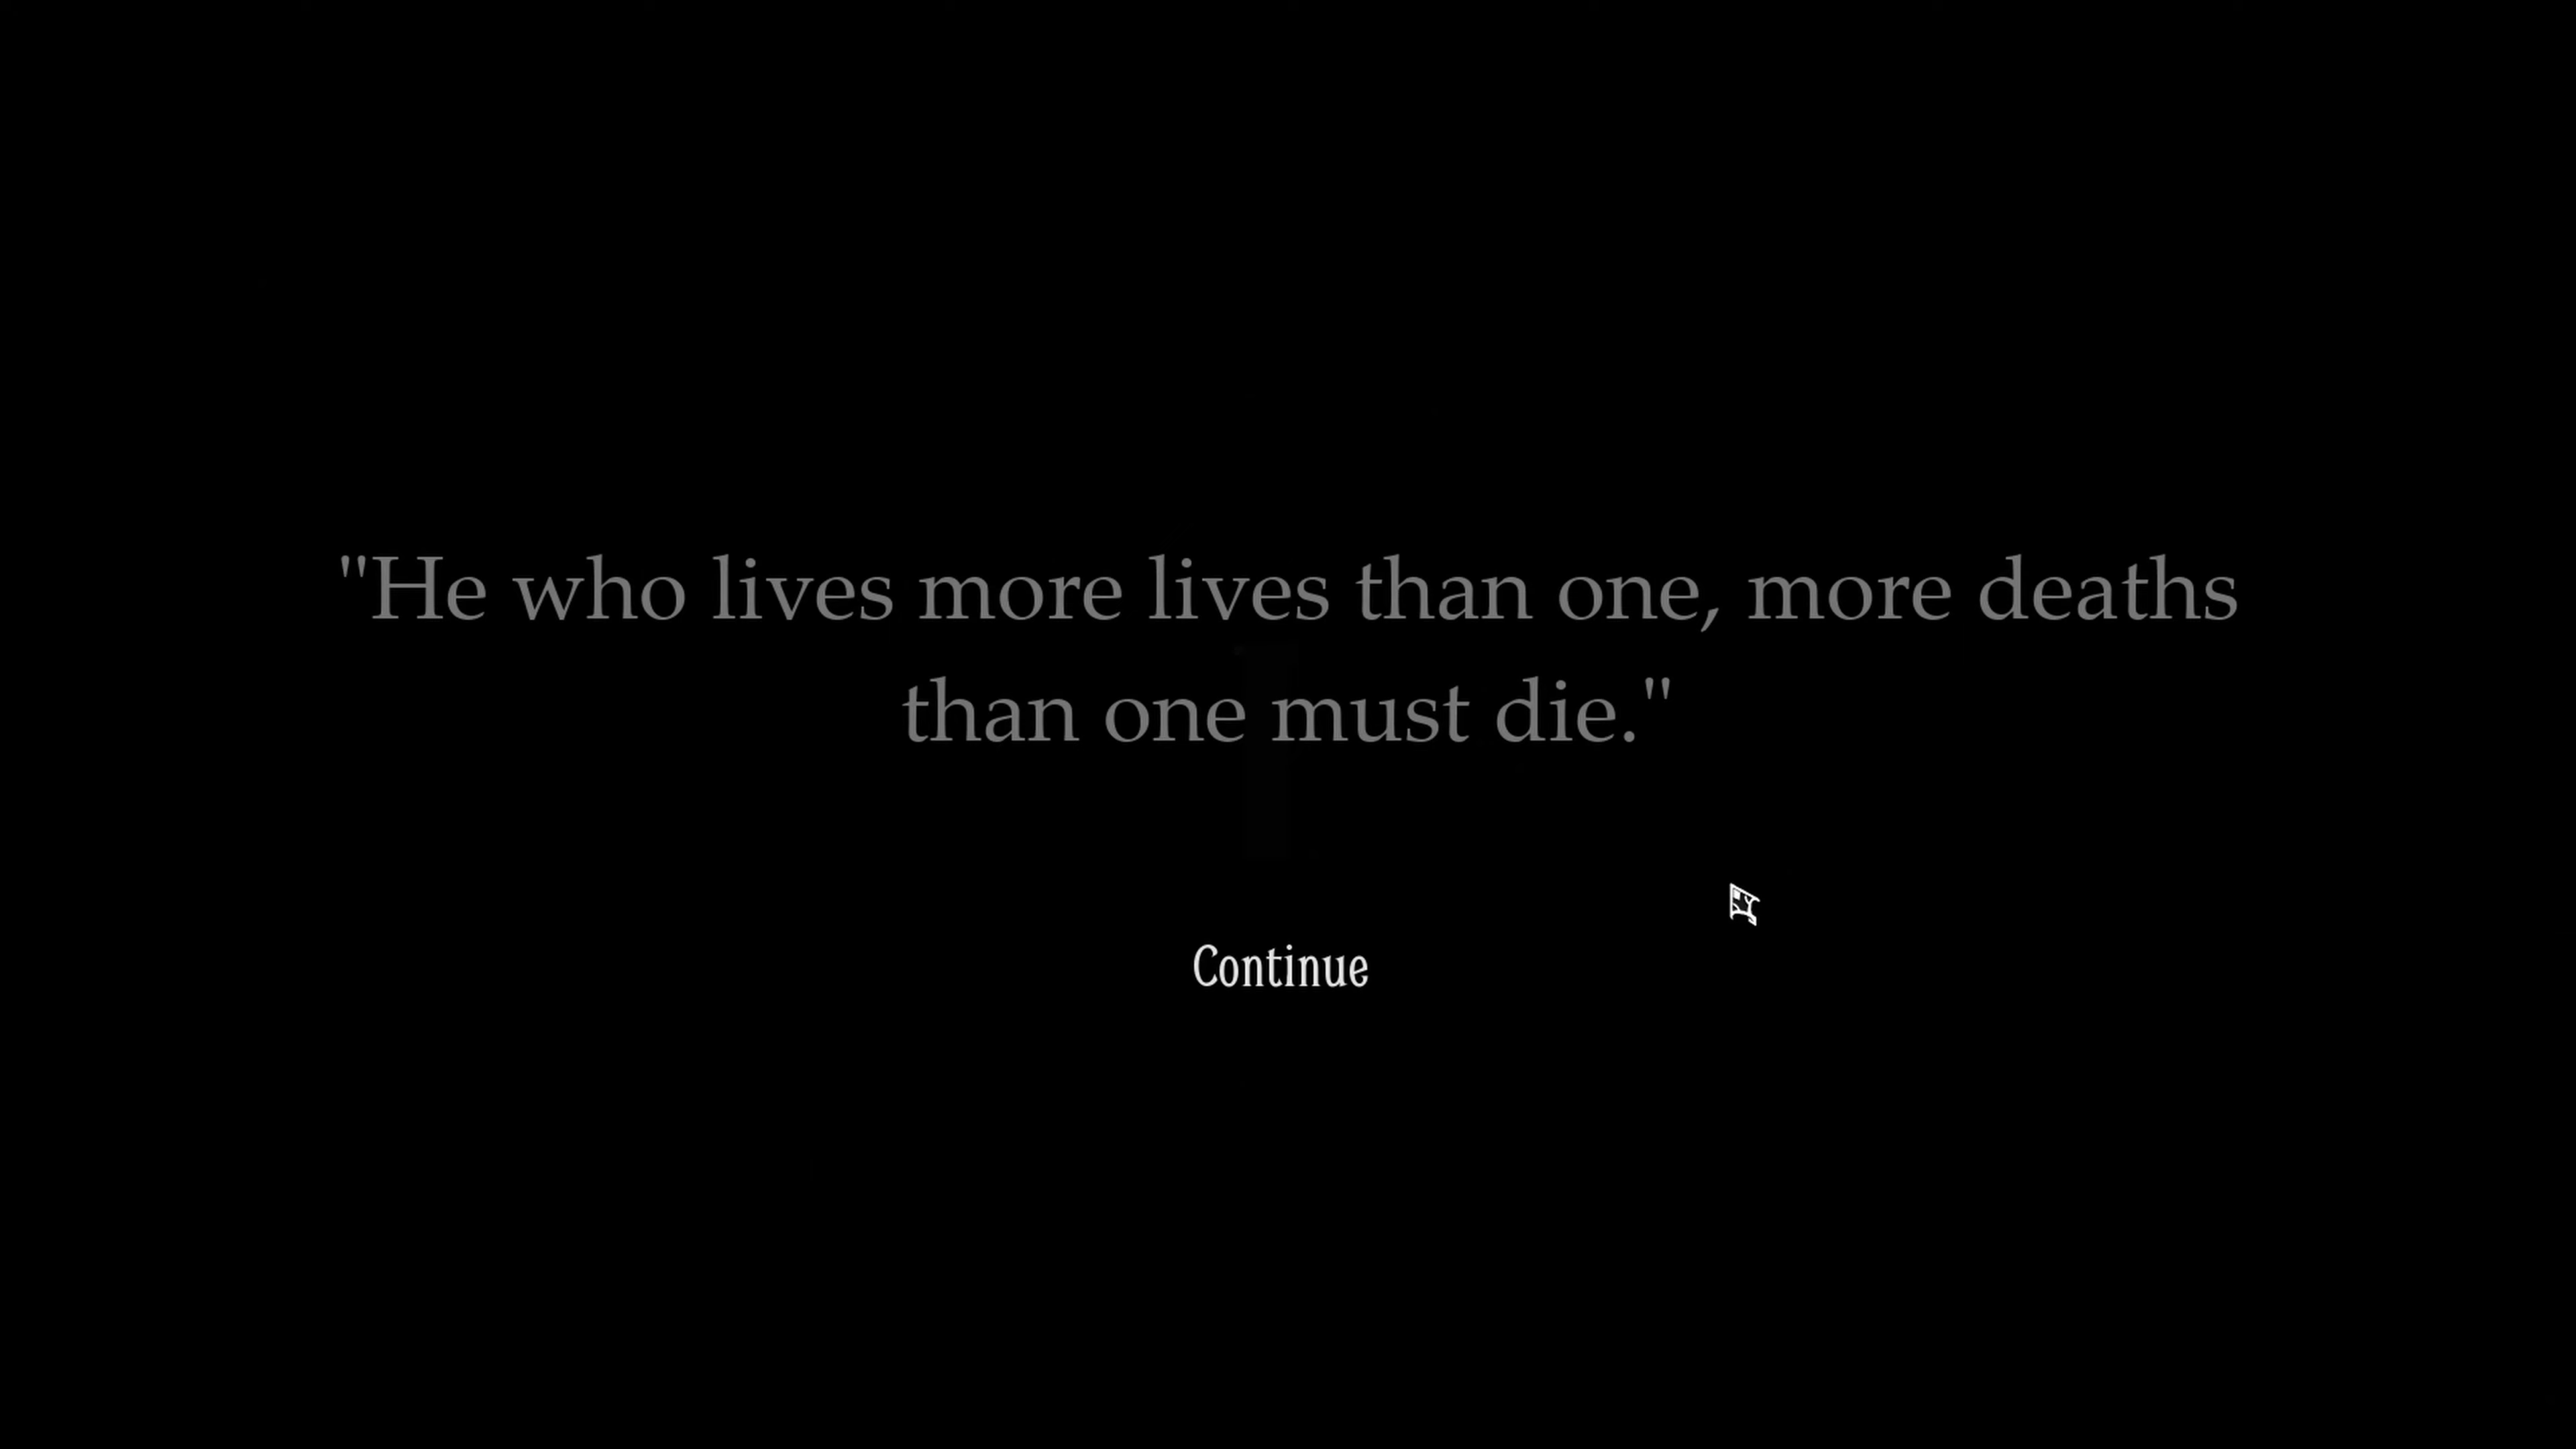 "He who lives more lives than one, more deaths
than one must die."
Continue